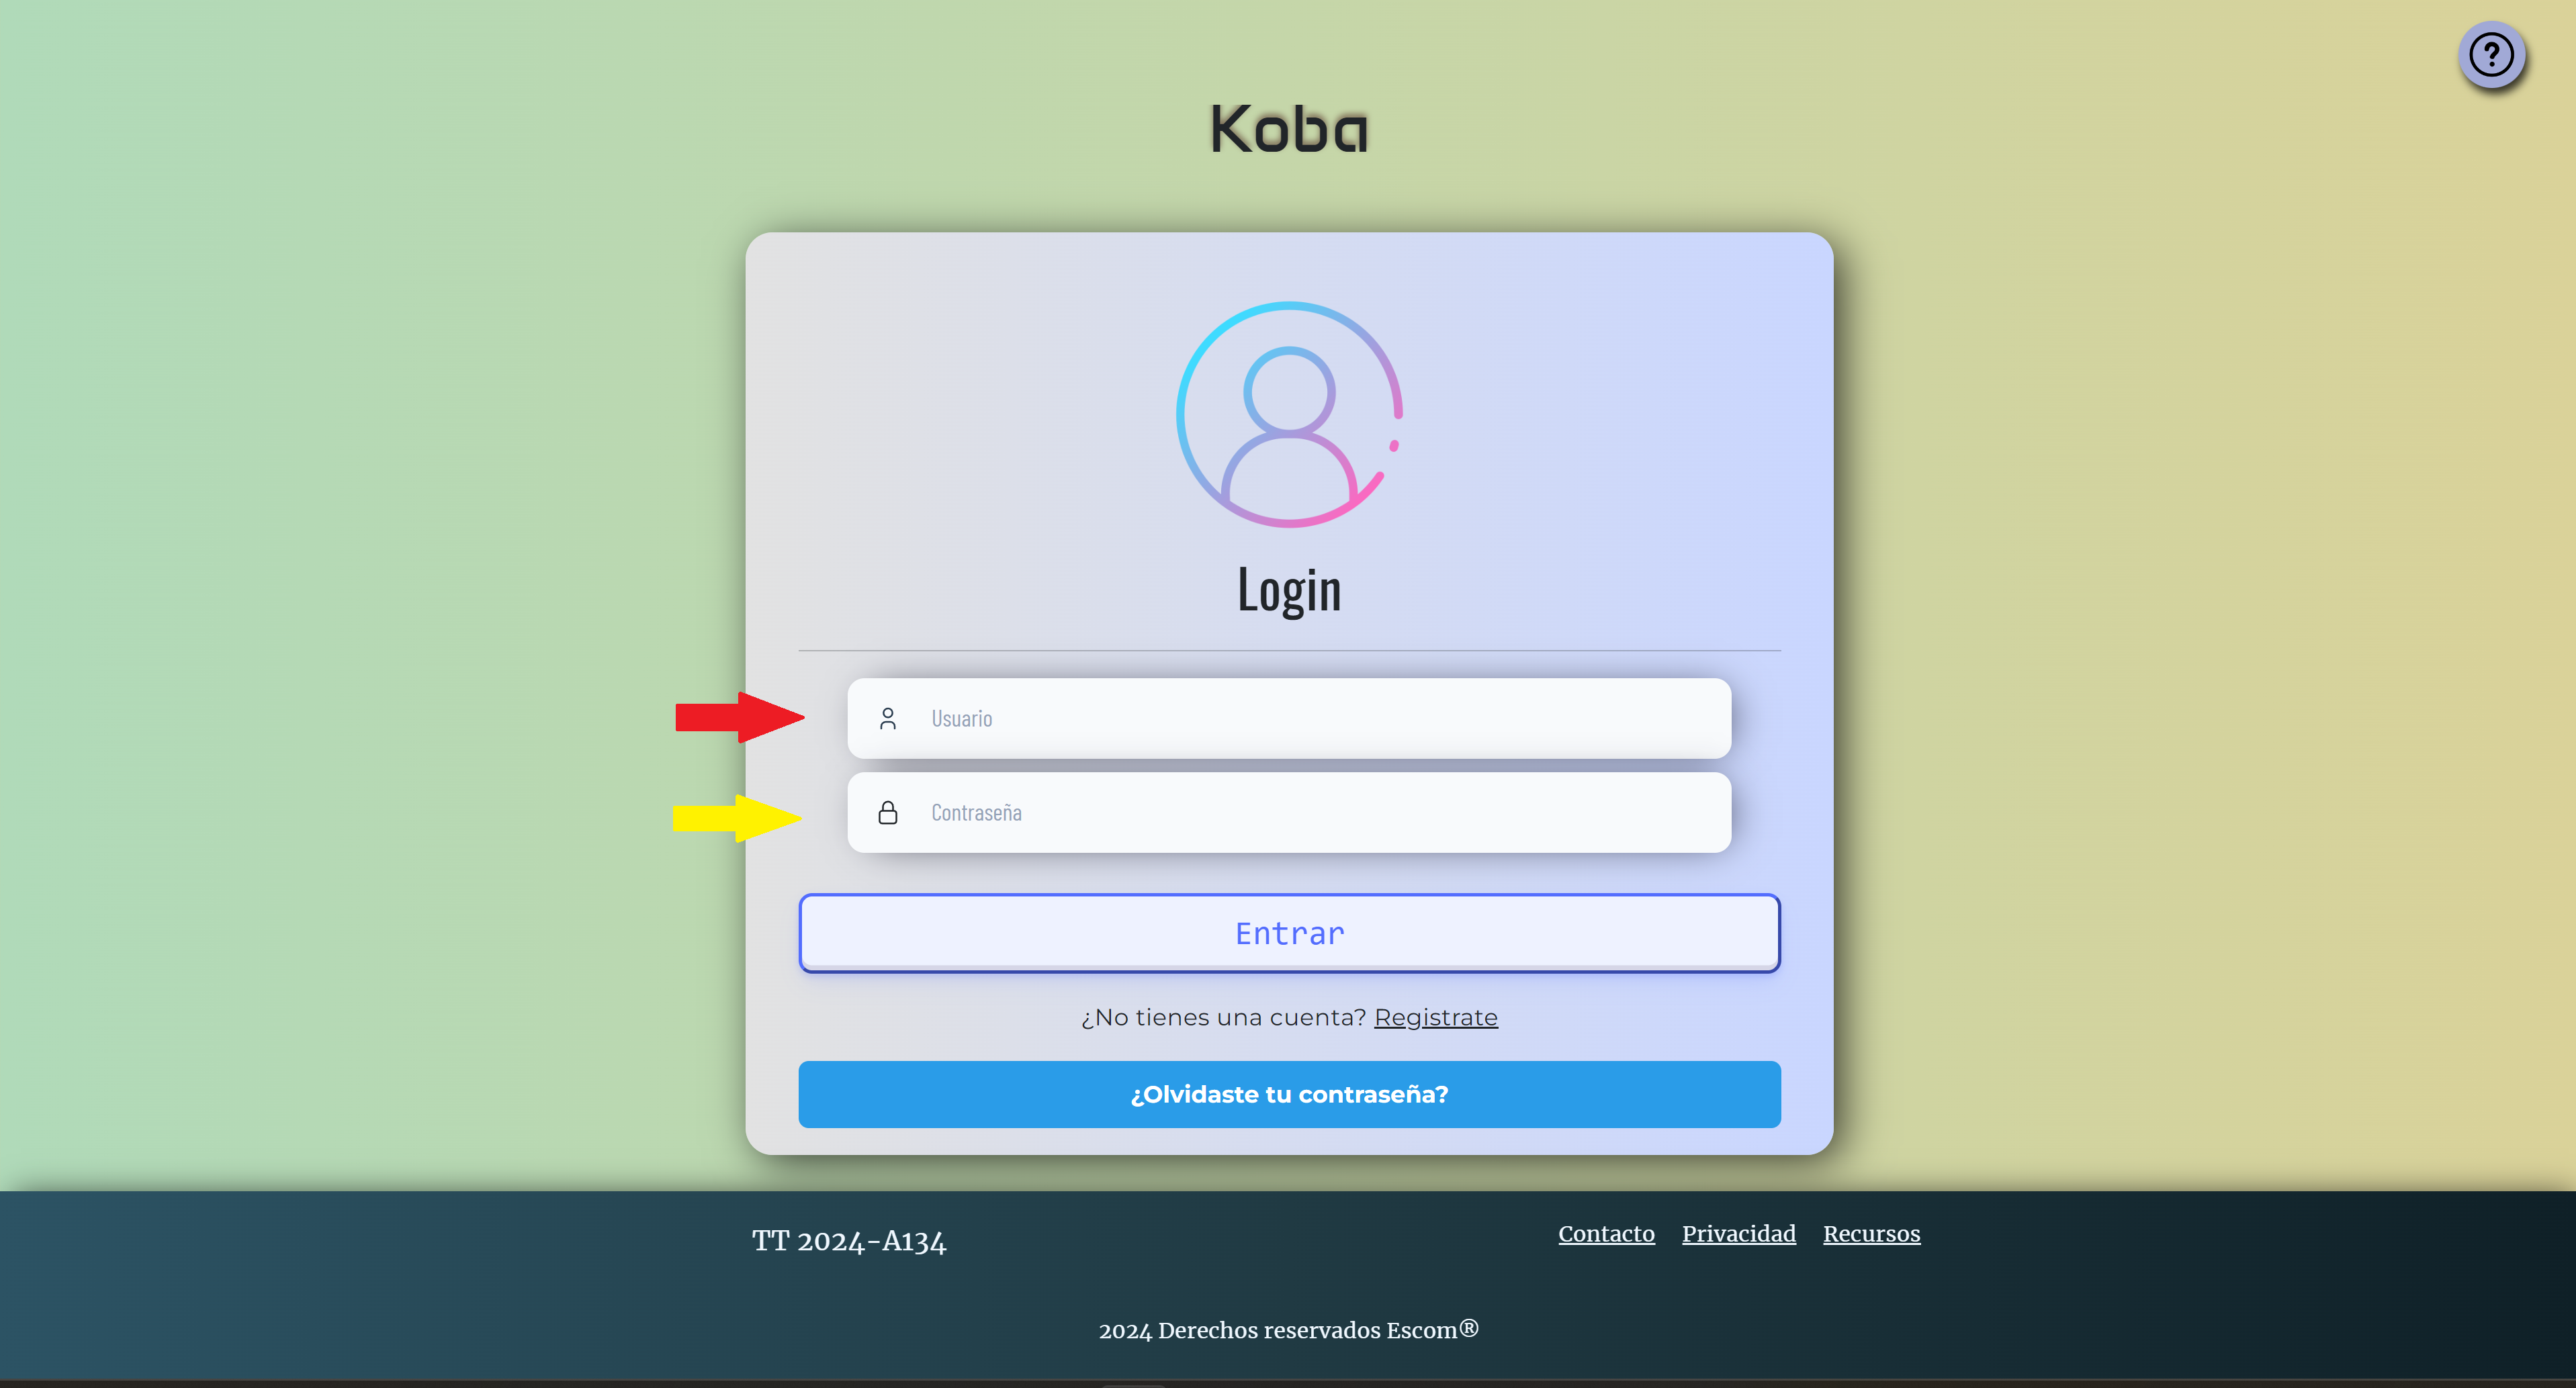 ?
Koba
Login
Usuario
Contraseña
Entrar
¿No tienes una cuenta? Registrate
¿Olvidaste tu contraseña?
TT 2024-A134
Contacto Privacidad Recursos
2024 Derechos reservados Escom®